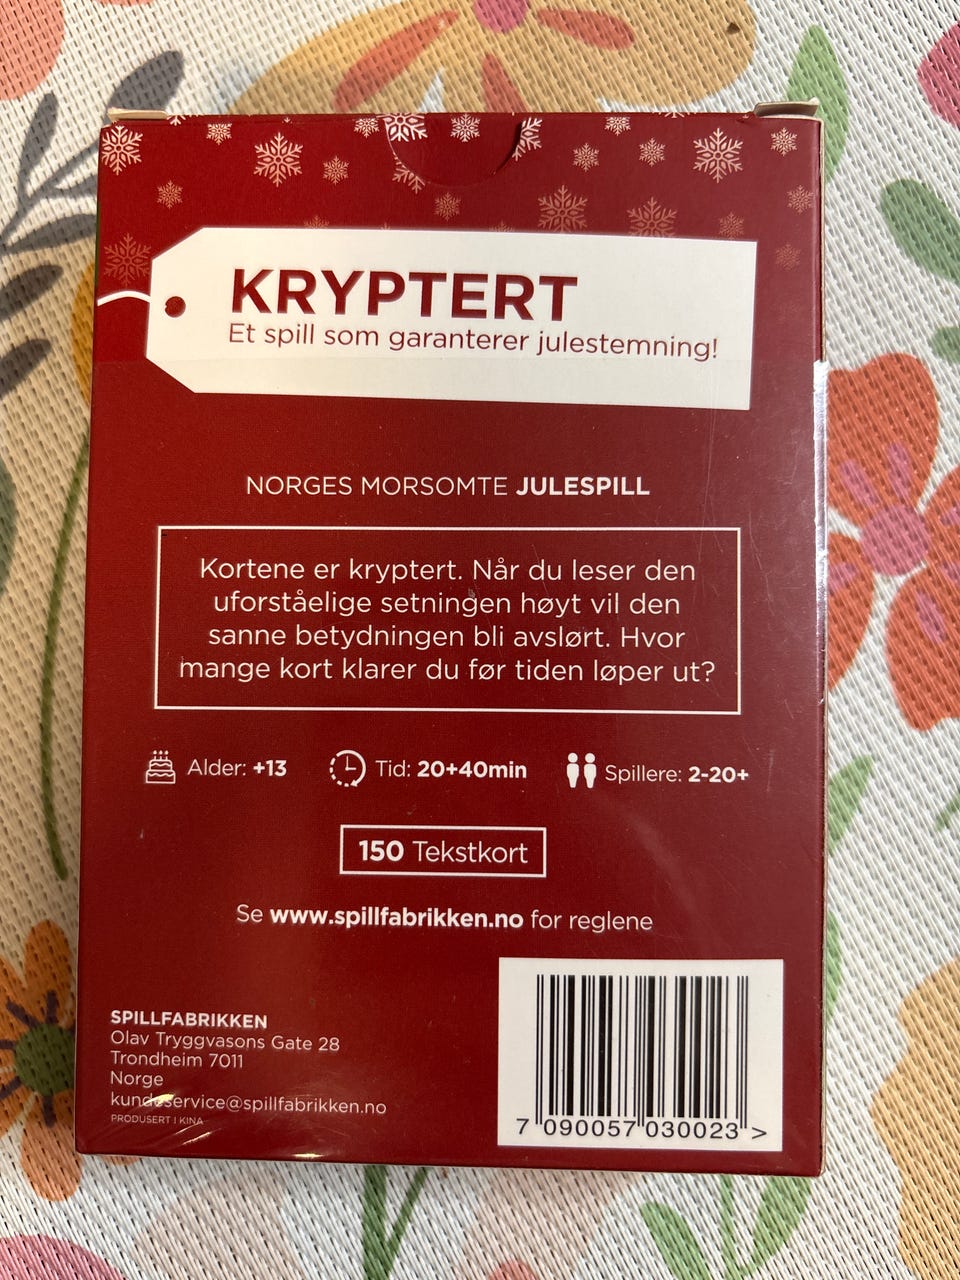 KRYPTERT
Et spill som garanterer julestemning!
NORGES MORSOMTE JULESPILL
Kortene er kryptert. Når du leser den
uforståelige setningen høyt vil den
sanne betydningen bli avslørt. Hvor
mange kort klarer du før tiden løper ut?
Alder: +13 Tid: 20+40min Spillere: 2-20+
150 Tekstkort
Se www.spillfabrikken.no for reglene
SPILLFABRIKKEN
Olav Tryggvasons Gate 28
Trondheim 7011
Norge
kundeservice@spillfabrikken.no
PRODUSERT I KINA
7 090057 030023 >